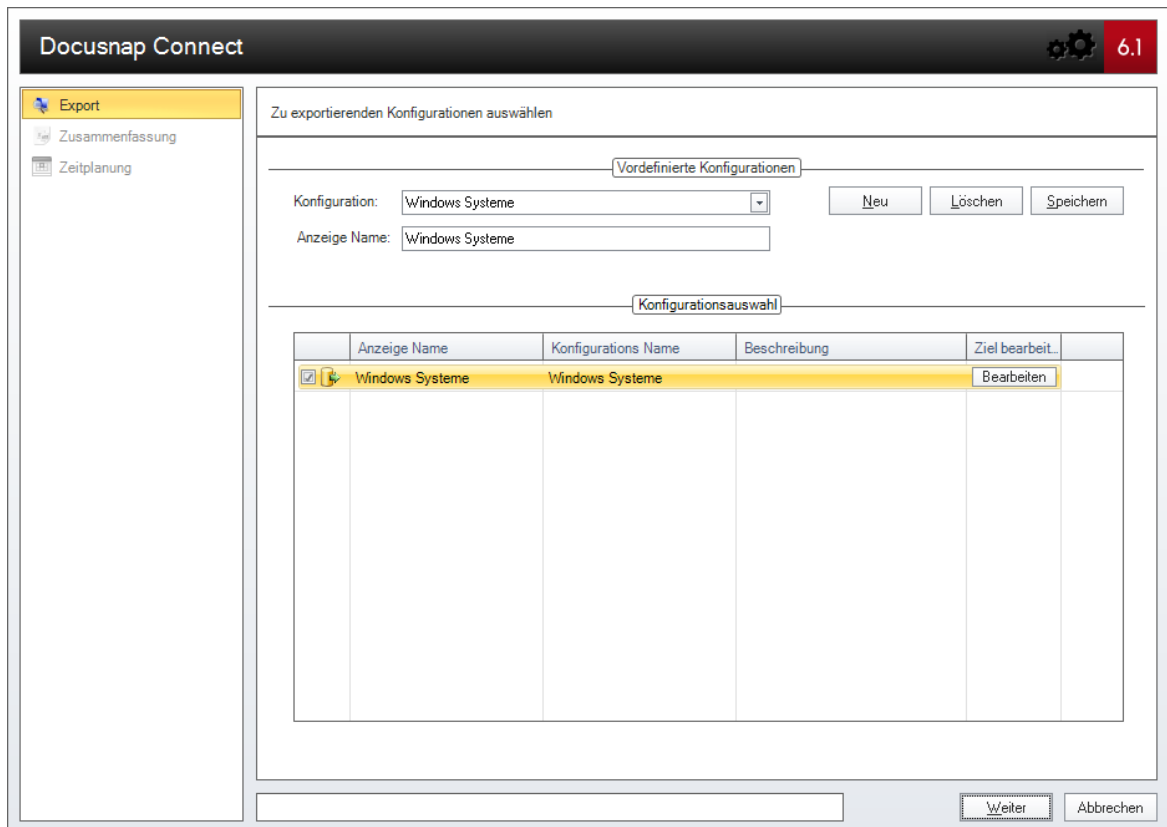 Docusnap Connect
6.1
Export
Zusammenfassung
Zeitplanung
Zu exportierenden Konfigurationen auswählen
Vordefinierte Konfigurationen
Konfiguration: Windows Systeme Neu Löschen Speichern
Anzeige Name: Windows Systeme
Konfigurationsauswahl
Anzeige Name Konfigurations Name Beschreibung Ziel bearbeit...
Windows Systeme Windows Systeme Bearbeiten
Weiter Abbrechen